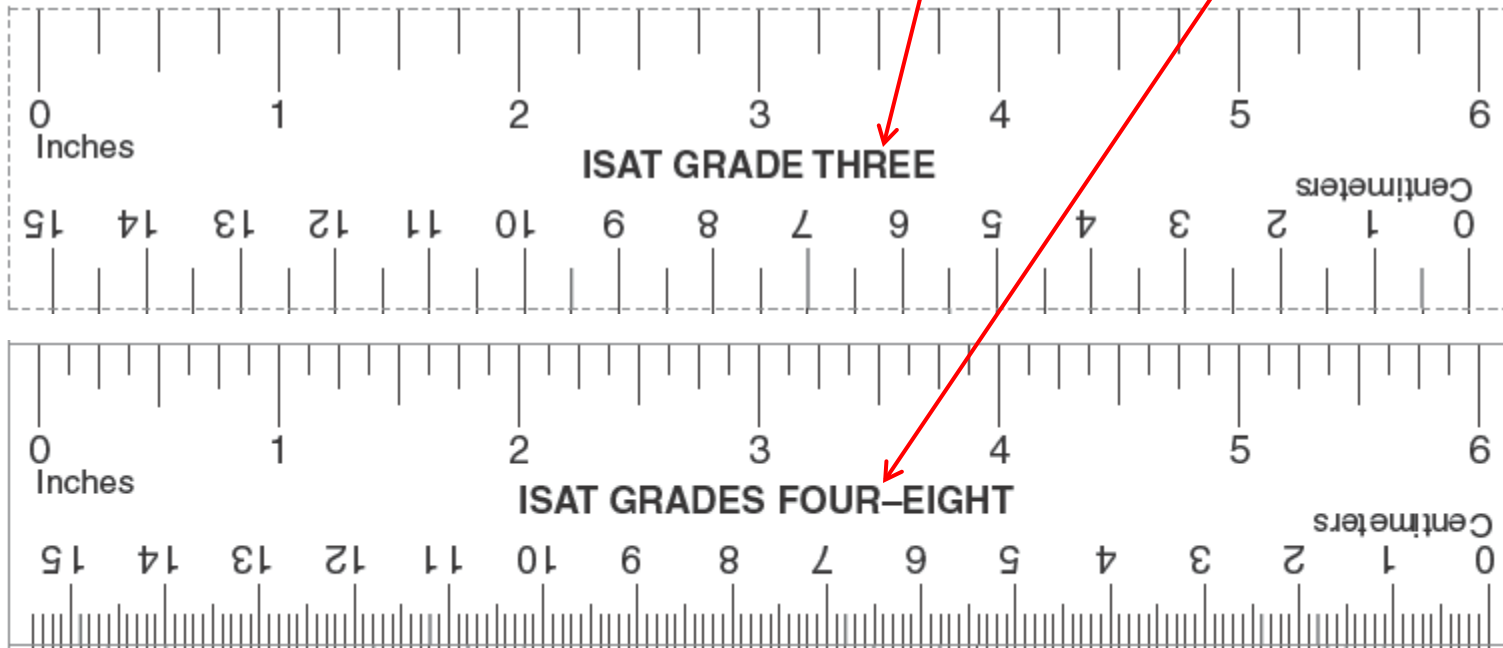 0 1 2 3 4 5 6
Inches
ISAT GRADE THREE
Centimeters
15 14 13 12 11 10 9 8 7 6 5 4 3 2 1 0
0 1 2 3 4 5 6
Inches
ISAT GRADES FOUR–EIGHT
Centimeters
15 14 13 12 11 10 9 8 7 6 5 4 3 2 1 0